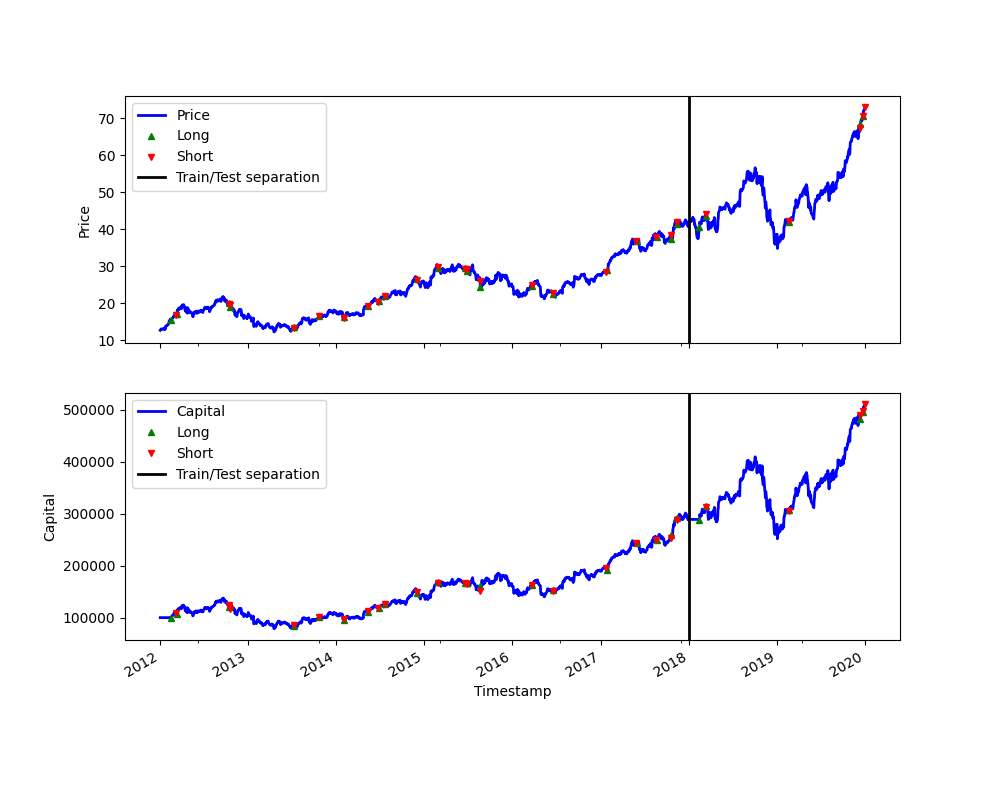 Price
Long
Short
Train/Test separation
70
60
50
40
30
20
10
Price
Capital
Long
Short
Train/Test separation
500000
400000
300000
200000
100000
Capital
2012 2013 2014 2015 2016 2017 2018 2019 2020
Timestamp